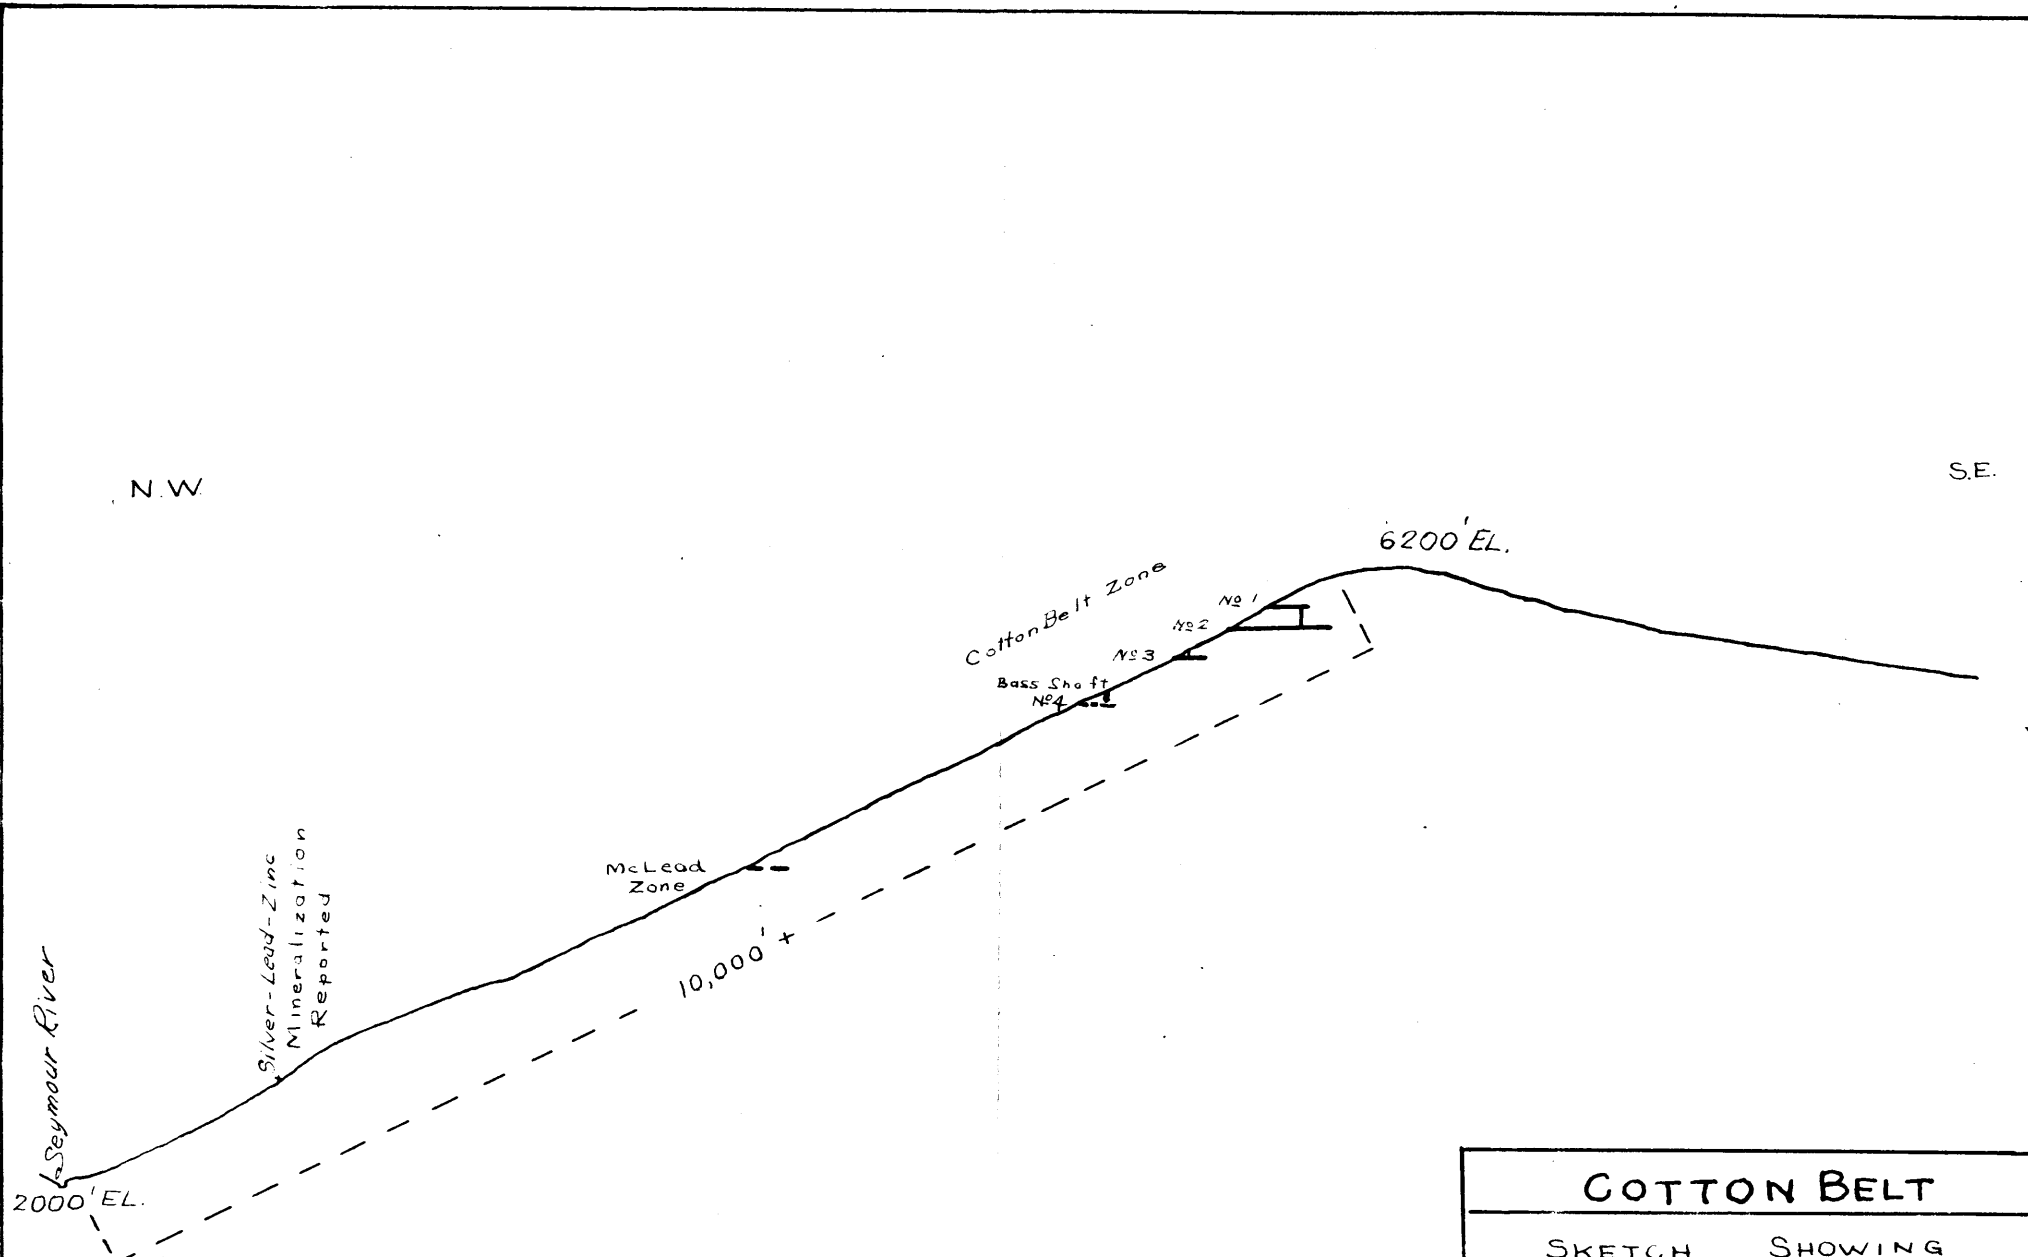 N.W.
S.E.
6200' EL.
Cotton Belt Zone
No 1
No 2
No 3
Bass Shaft
No 4
McLead
Zone
10,000' +
Silver-Lead-Zinc
Mineralization
Reported
Seymour River
2000' EL.
COTTON BELT
SKETCH SHOWING